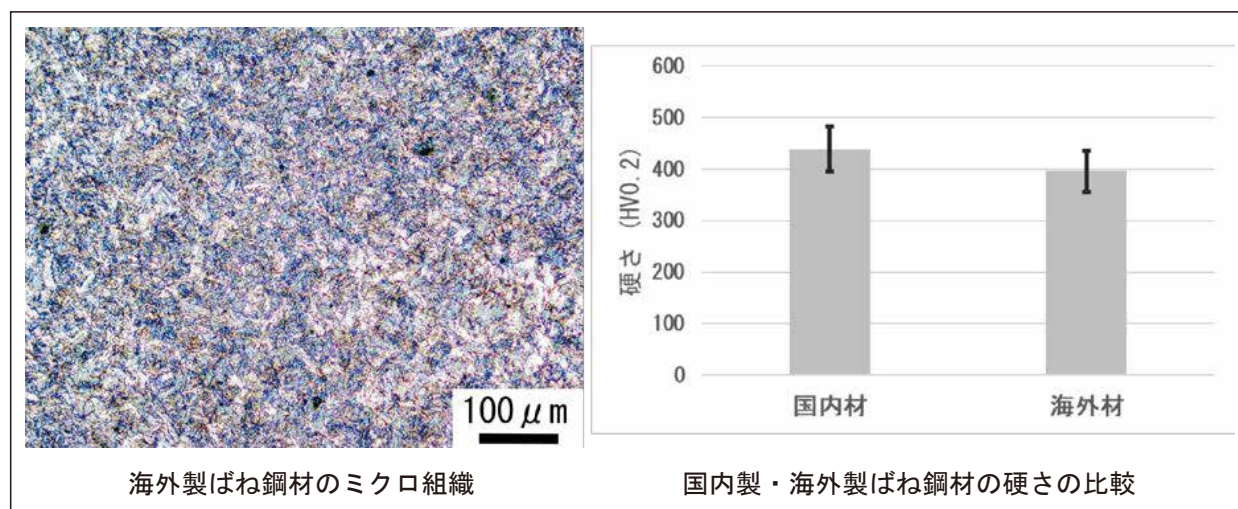 100μm
海外製ばね鋼材のミクロ組織
硬さ (HV0.2)
600
500
400
300
200
100
0
国内材
海外材
国内製・海外製ばね鋼材の硬さの比較